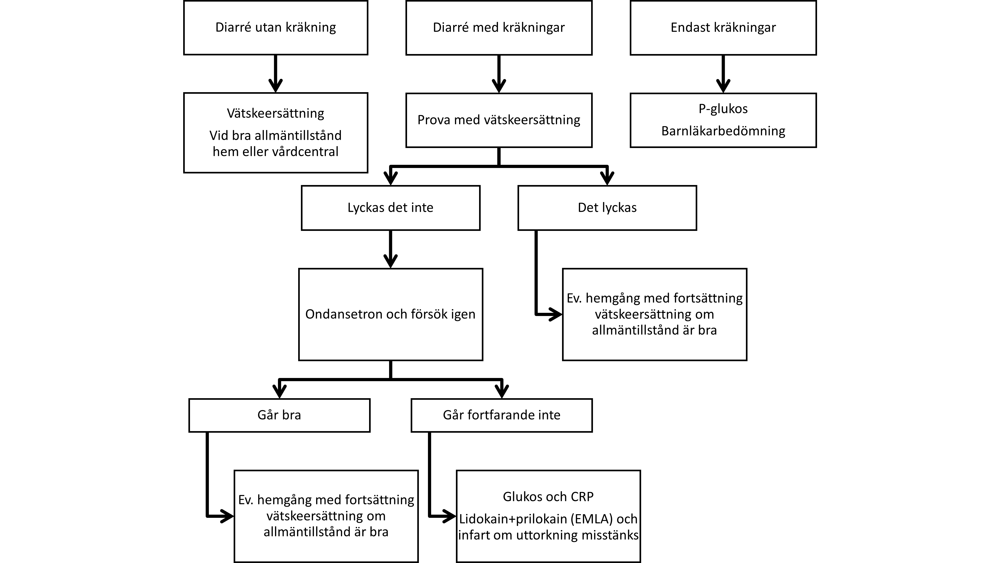 Diarré utan kräkning
Diarré med kräkningar
Endast kräkningar
Vätskeersättning
Vid bra allmäntillstånd
hem eller vårdcentral
Prova med vätskeersättning
P-glukos
Barnläkarbedömning
Lyckas det inte
Det lyckas
Ondansetron och försök igen
Ev. hemgång med fortsättning
vätskeersättning om
allmäntillstånd är bra
Går bra
Går fortfarande inte
Ev. hemgång med fortsättning
vätskeersättning om
allmäntillstånd är bra
Glukos och CRP
Lidokain+prilokain (EMLA) och
infart om uttorkning misstänks